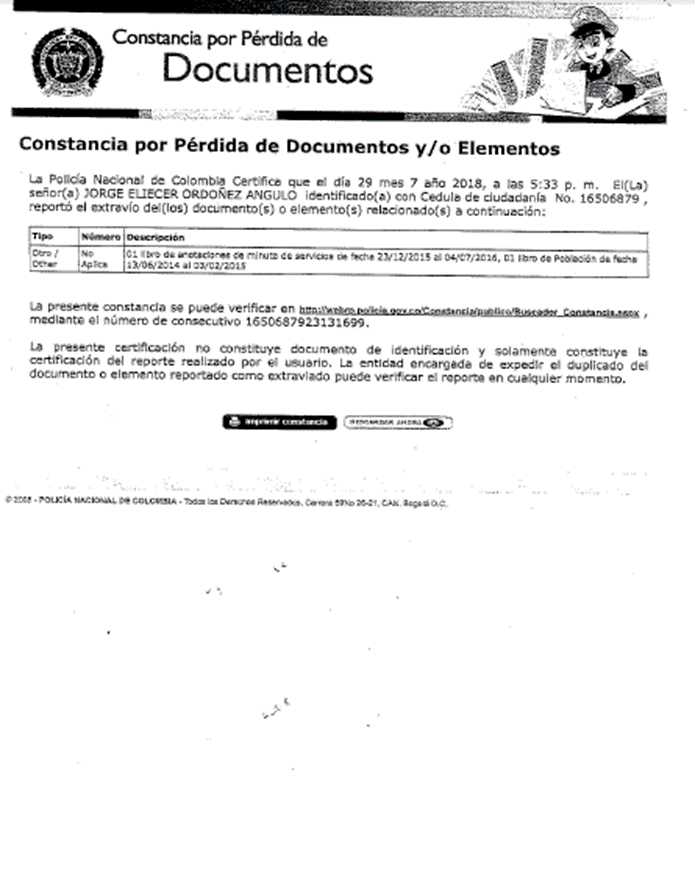 Constancia por Pérdida de
Documentos
Constancia por Pérdida de Documentos y/o Elementos
La Policía Nacional de Colombia Certifica que el día 29 mes 7 año 2018, a las 5:33 p. m. El(La)
señor(a) JORGE ELIECER ORDOÑEZ ANGULO identificado(a) con Cedula de ciudadanía No. 16506879 ,
reportó el extravío del(los) documento(s) o elemento(s) relacionado(s) a continuación:
Tipo Número Descripción
Otro / No 01 libro de anotaciones de minuta de servicios de fecha 23/12/2015 al 04/07/2016, 01 libro de Población de fecha
Other Aplica 13/06/2014 al 03/02/2015
La presente constancia se puede verificar en http://webrp.policia.gov.co/Constancia/publico/Buscador_Constancia.aspx ,
mediante el número de consecutivo 1650687923131699.
La presente certificación no constituye documento de identificación y solamente constituye la
certificación del reporte realizado por el usuario. La entidad encargada de expedir el duplicado del
documento o elemento reportado como extraviado puede verificar el reporte en cualquier momento.
Imprimir constancia DESCARGAR AHORA
- POLICÍA NACIONAL DE COLOMBIA - Todos los Derechos Reservados. Carrera 59No 26-21, CAN. Bogotá D.C.